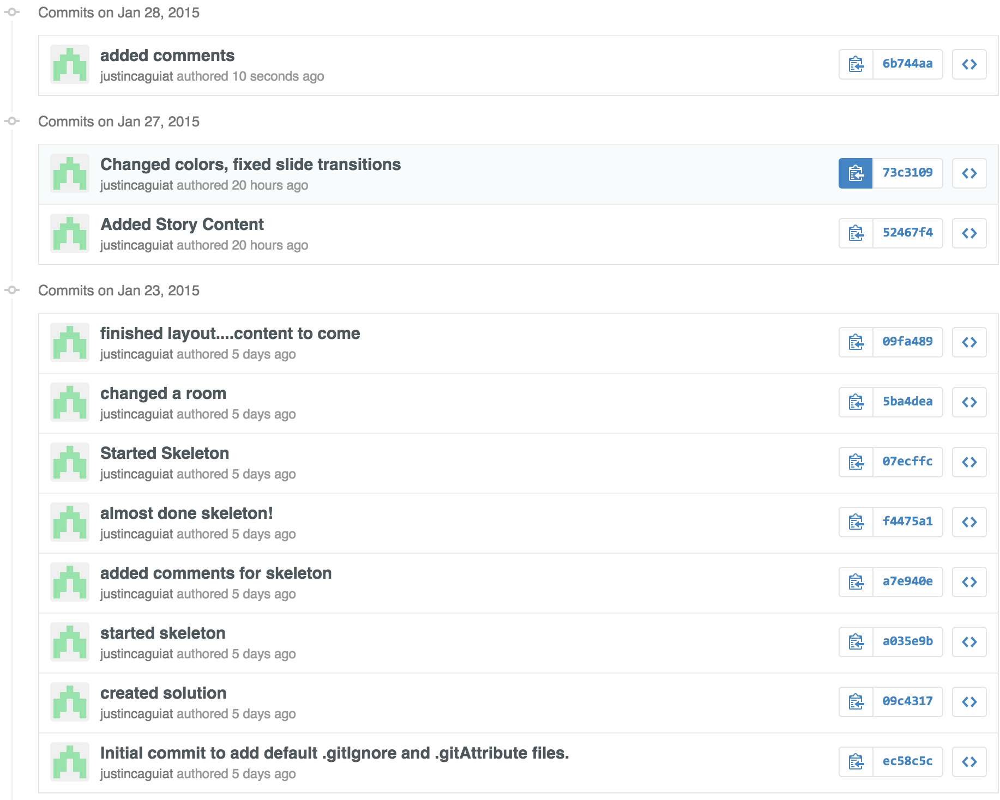 Commits on Jan 28, 2015
added comments
justincaguiat authored 10 seconds ago
6b744aa
Commits on Jan 27, 2015
Changed colors, fixed slide transitions
justincaguiat authored 20 hours ago
73c3109
Added Story Content
justincaguiat authored 20 hours ago
52467f4
Commits on Jan 23, 2015
finished layout....content to come
justincaguiat authored 5 days ago
09fa489
changed a room
justincaguiat authored 5 days ago
5ba4dea
Started Skeleton
justincaguiat authored 5 days ago
07ecffc
almost done skeleton!
justincaguiat authored 5 days ago
f4475a1
added comments for skeleton
justincaguiat authored 5 days ago
a7e940e
started skeleton
justincaguiat authored 5 days ago
a035e9b
created solution
justincaguiat authored 5 days ago
09c4317
Initial commit to add default .gitIgnore and .gitAttribute files.
justincaguiat authored 5 days ago
ec58c5c